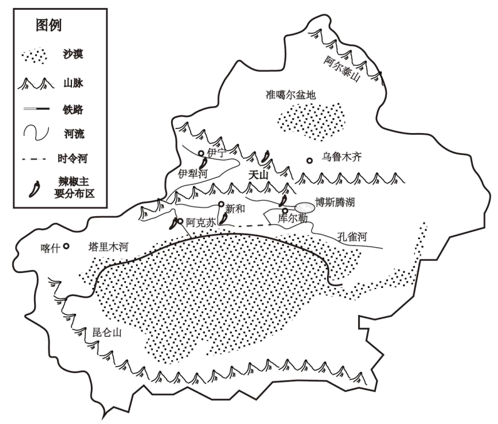 图例
沙漠
山脉
铁路
河流
时令河
辣椒主
要分布区
阿尔泰山
准噶尔盆地
伊宁
乌鲁木齐
伊犁河
天山
博斯腾湖
新和
库尔勒
阿克苏
孔雀河
喀什
塔里木河
昆仑山